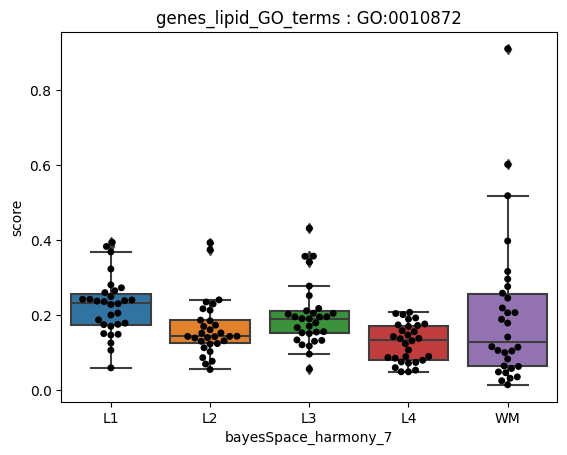 genes_lipid_GO_terms : GO:0010872
score
0.8
0.6
0.4
0.2
0.0
L1 L2 L3 L4 WM
bayesSpace_harmony_7